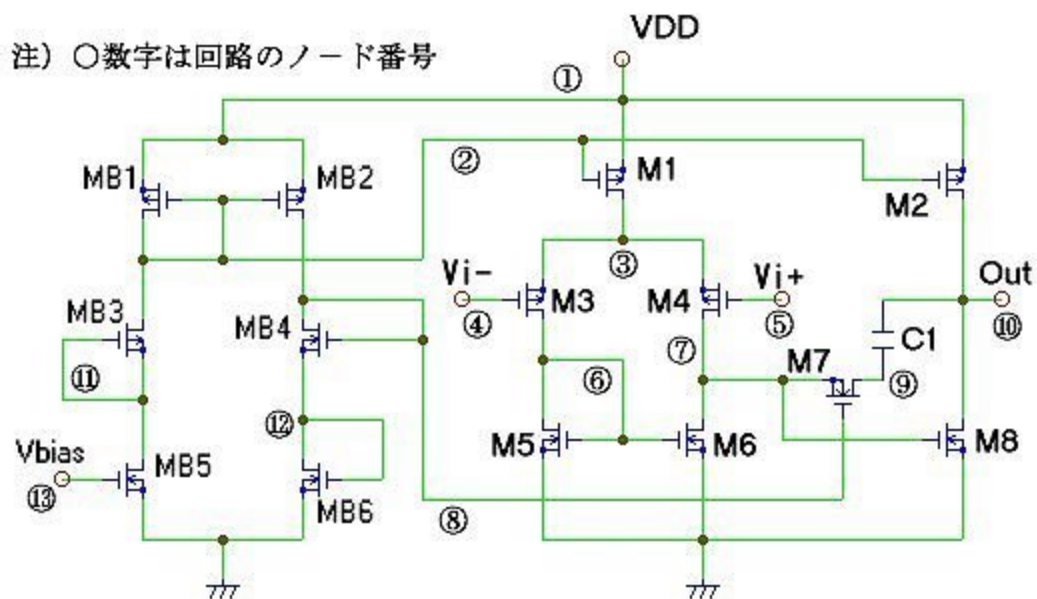 VDD
注）○数字は回路のノード番号
①
MB1
MB2
②
M1
M2
③
Vi-
Vi+
Out
M3
M4
④
⑤
⑩
MB3
MB4
C1
⑦
M7
⑪
⑥
⑨
⑫
M5
M6
M8
Vbias
MB5
⑬
MB6
⑧